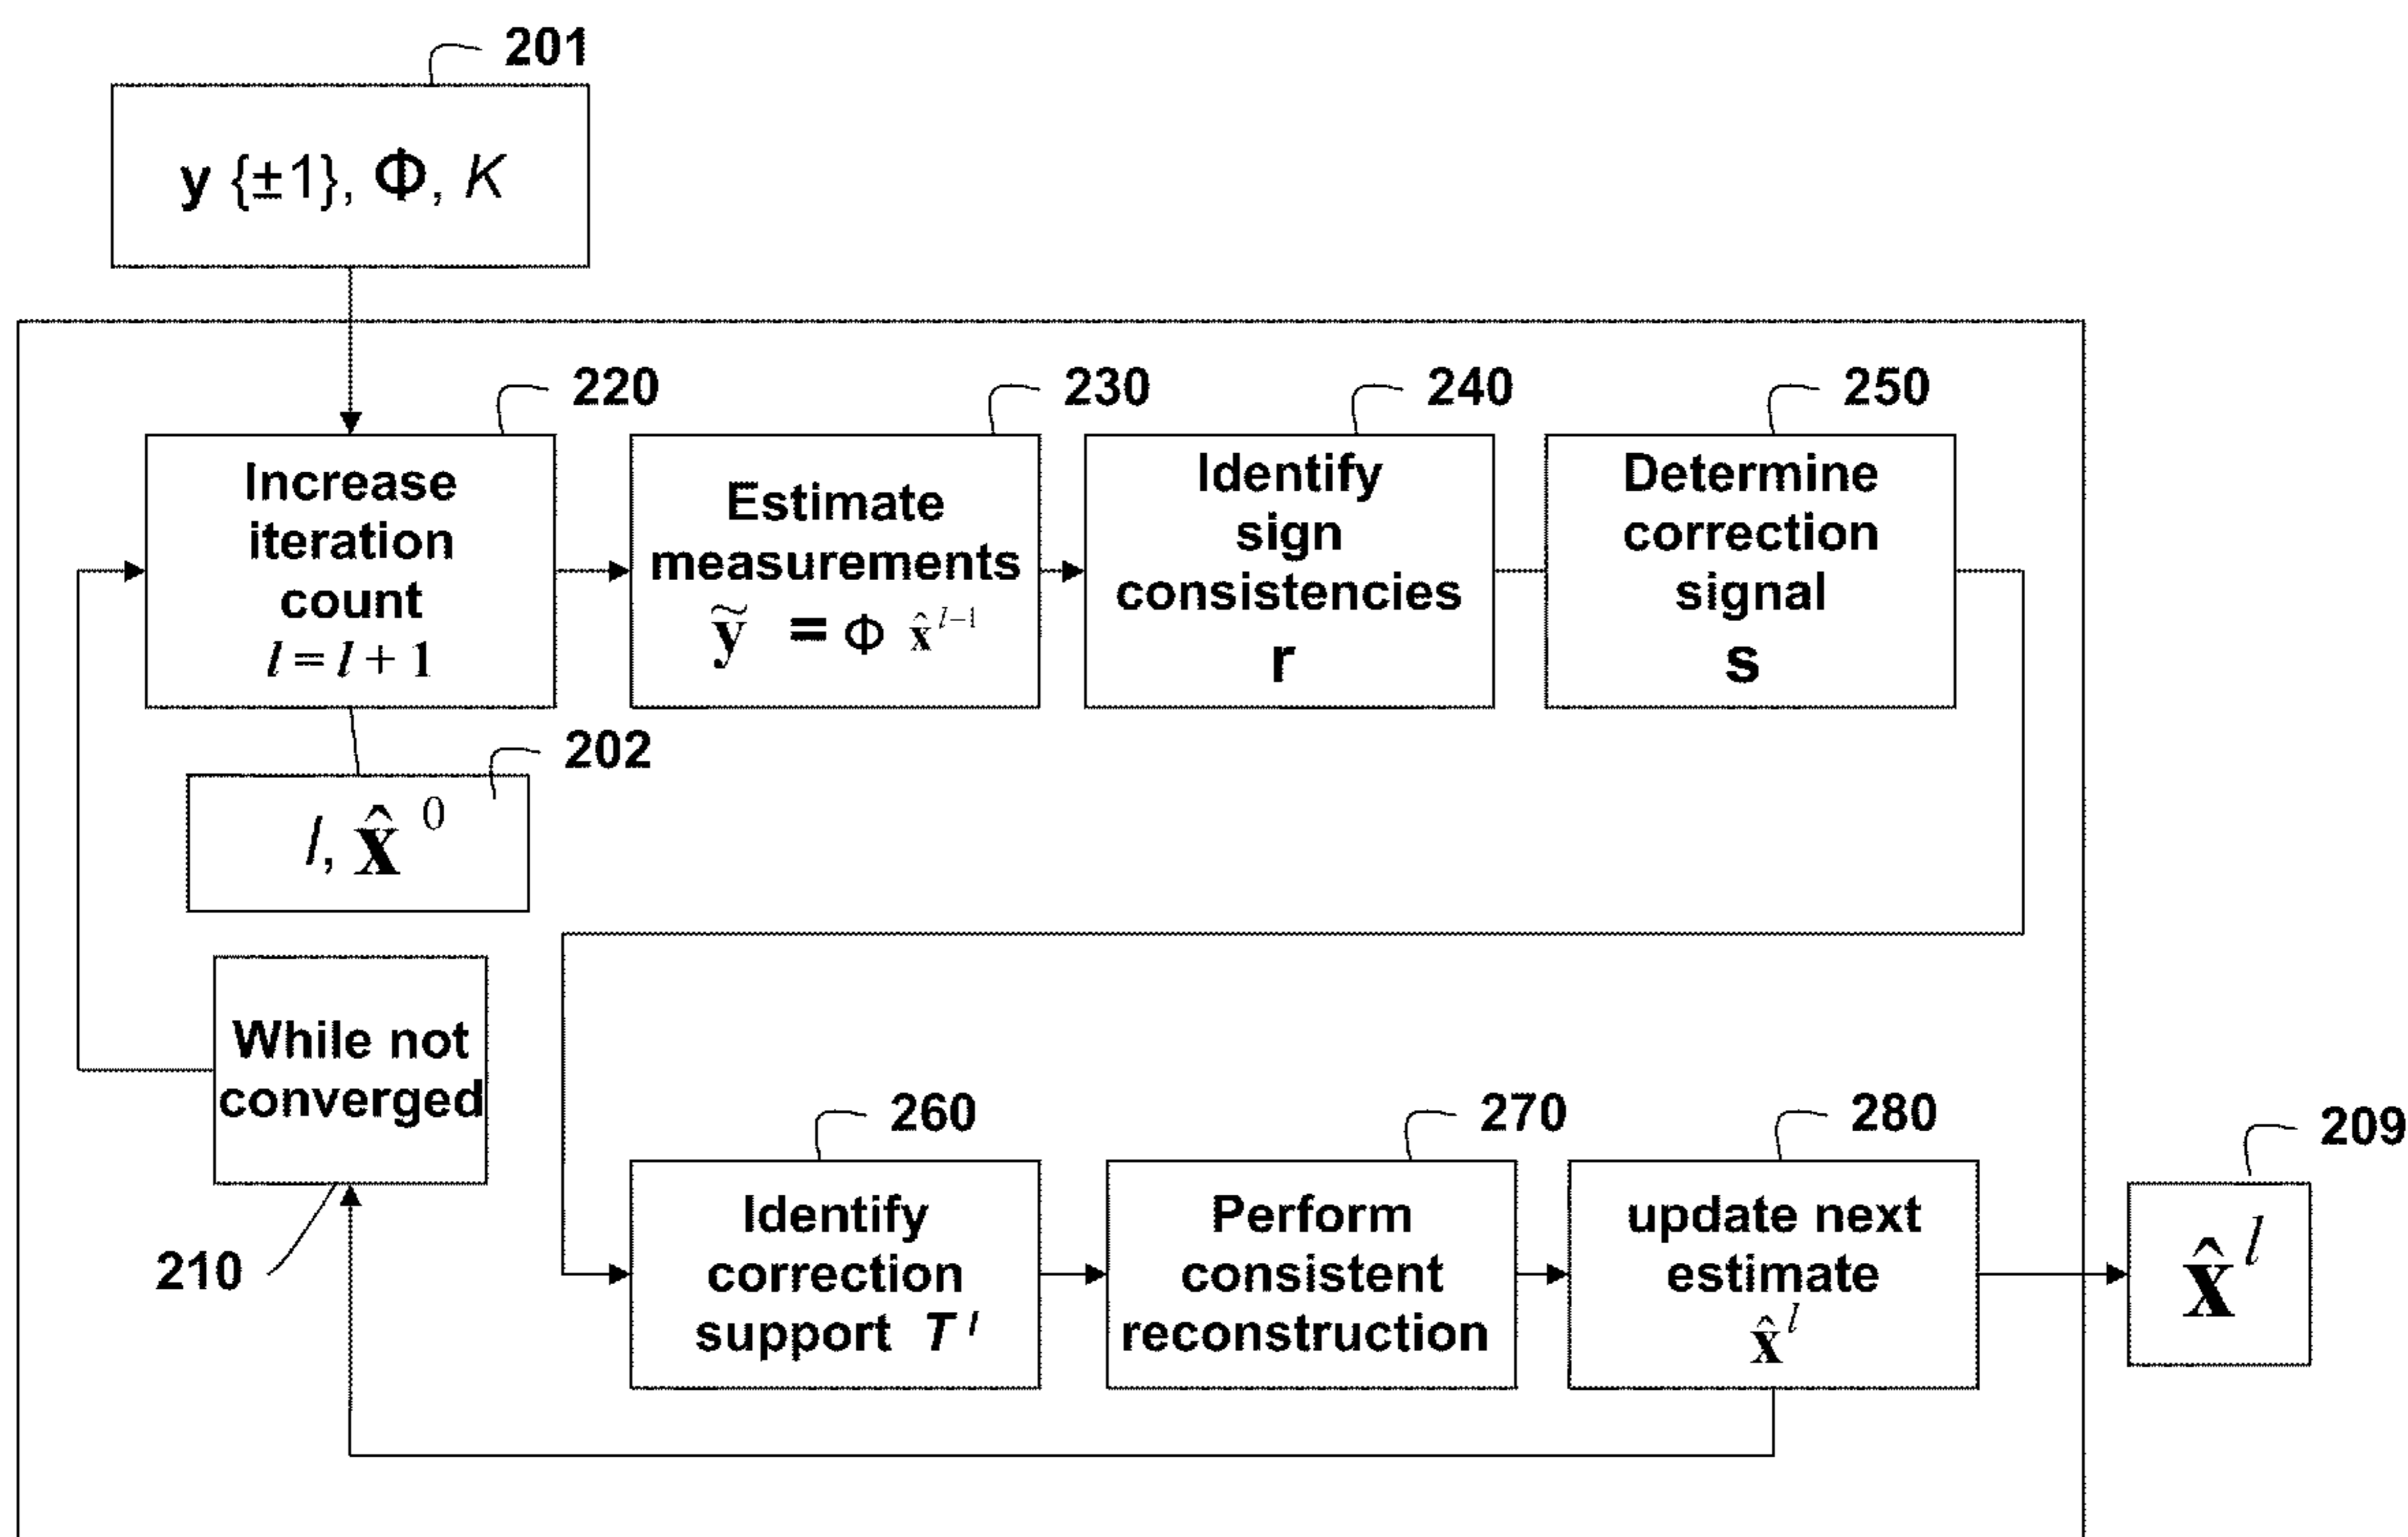 201
y {±1}, Φ, K
220
230
240
250
Increase
iteration
count
l = l + 1
Estimate
measurements
ỹ = Φ x̂ˡ⁻¹
Identify
sign
consistencies
r
Determine
correction
signal
s
202
l, x̂ ⁰
While not
converged
210
260
270
280
209
Identify
correction
support T ˡ
Perform
consistent
reconstruction
update next
estimate
x̂ ˡ
x̂ ˡ